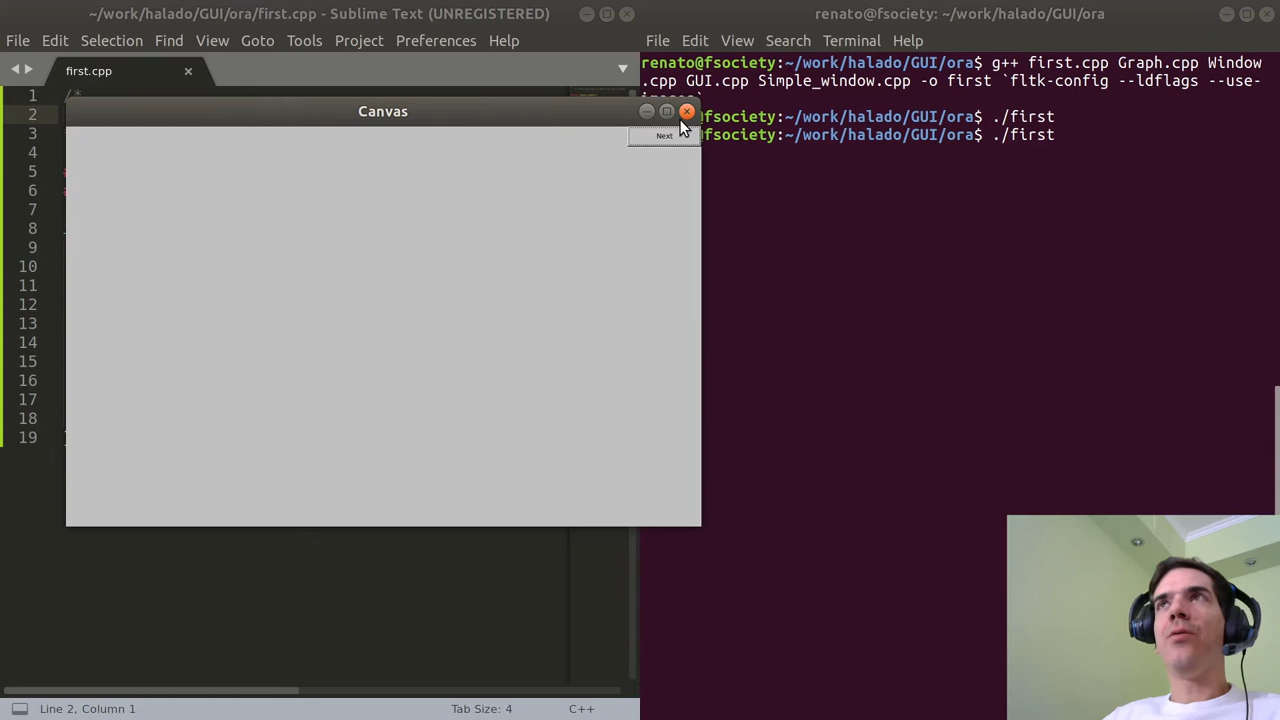 ~/work/halado/GUI/ora/first.cpp - Sublime Text (UNREGISTERED)
File Edit Selection Find View Goto Tools Project Preferences Help
first.cpp
1 /*
2
3
4
5
6
7
8
9
10
11
12
13
14
15
16
17
18
19
Canvas
Next
Line 2, Column 1 Tab Size: 4 C++
renato@fsociety: ~/work/halado/GUI/ora
File Edit View Search Terminal Help
renato@fsociety:~/work/halado/GUI/ora$ g++ first.cpp Graph.cpp Window
.cpp GUI.cpp Simple_window.cpp -o first `fltk-config --ldflags --use-
@fsociety:~/work/halado/GUI/ora$ ./first
@fsociety:~/work/halado/GUI/ora$ ./first